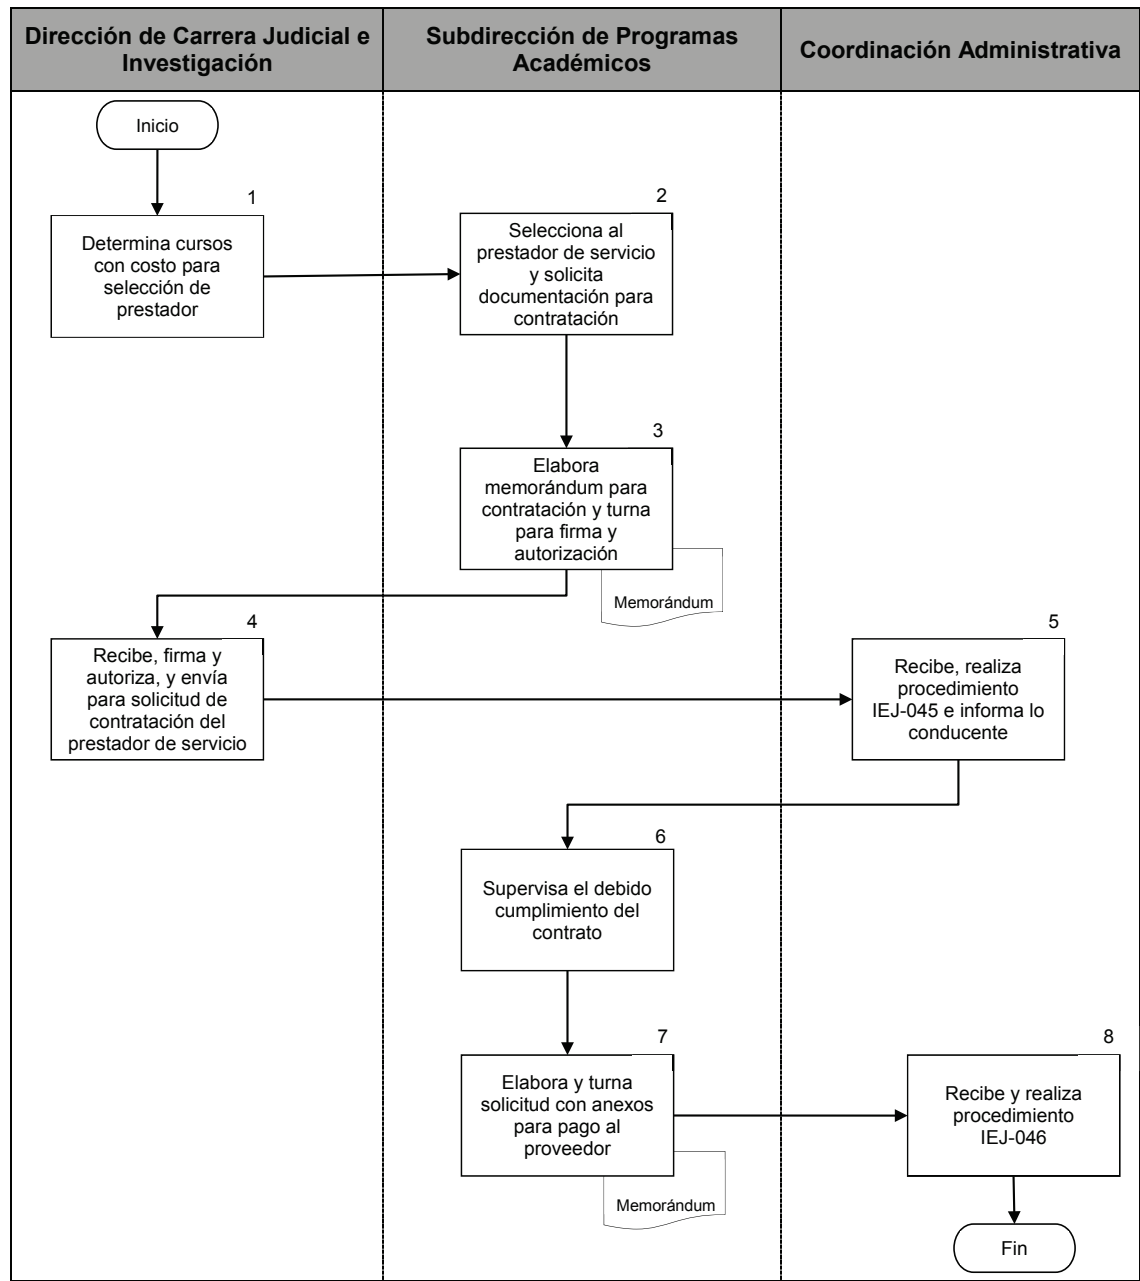 Dirección de Carrera Judicial e
Investigación
Subdirección de Programas
Académicos
Coordinación Administrativa
Inicio
1
Determina cursos
con costo para
selección de
prestador
2
Selecciona al
prestador de servicio
y solicita
documentación para
contratación
3
Elabora
memorándum para
contratación y turna
para firma y
autorización
Memorándum
4
Recibe, firma y
autoriza, y envía
para solicitud de
contratación del
prestador de servicio
5
Recibe, realiza
procedimiento
IEJ-045 e informa lo
conducente
6
Supervisa el debido
cumplimiento del
contrato
7
Elabora y turna
solicitud con anexos
para pago al
proveedor
Memorándum
8
Recibe y realiza
procedimiento
IEJ-046
Fin